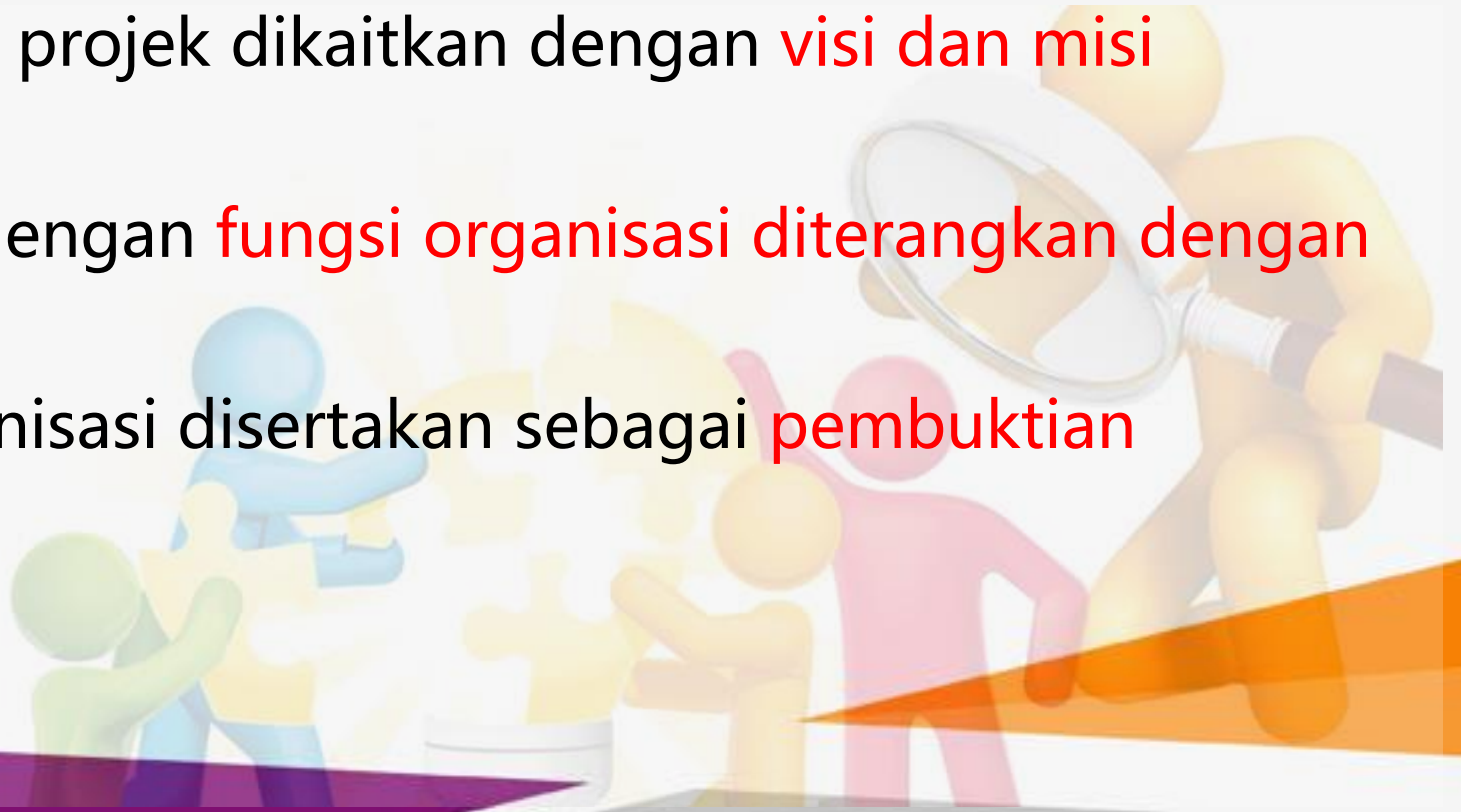 projek dikaitkan dengan visi dan misi
engan fungsi organisasi diterangkan dengan
nisasi disertakan sebagai pembuktian